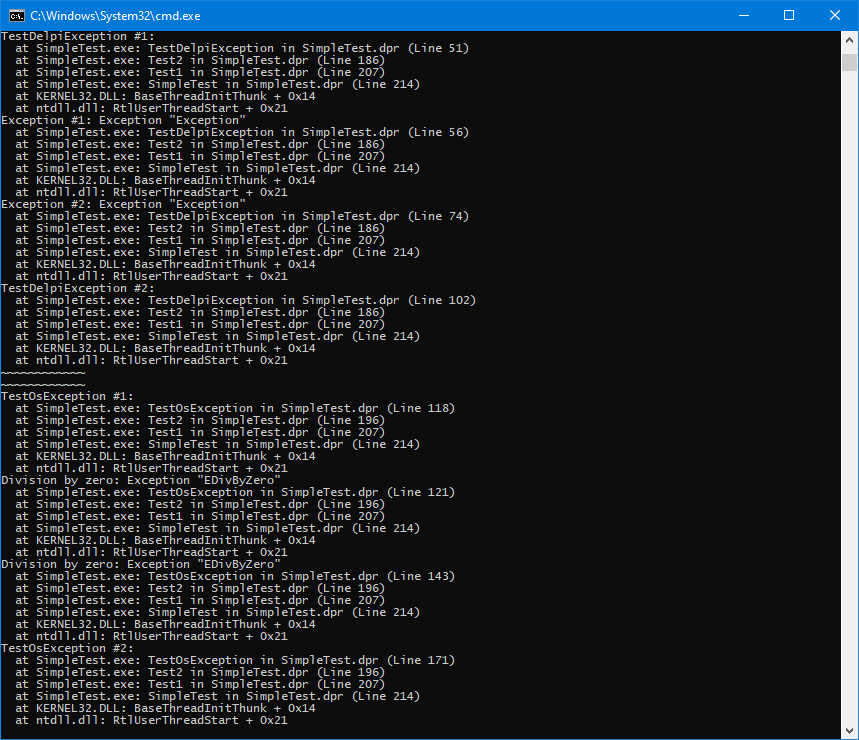 C:\Windows\System32\cmd.exe
TestDelpiException #1:
  at SimpleTest.exe: TestDelpiException in SimpleTest.dpr (Line 51)
  at SimpleTest.exe: Test2 in SimpleTest.dpr (Line 186)
  at SimpleTest.exe: Test1 in SimpleTest.dpr (Line 207)
  at SimpleTest.exe: SimpleTest in SimpleTest.dpr (Line 214)
  at KERNEL32.DLL: BaseThreadInitThunk + 0x14
  at ntdll.dll: RtlUserThreadStart + 0x21
Exception #1: Exception "Exception"
  at SimpleTest.exe: TestDelpiException in SimpleTest.dpr (Line 56)
  at SimpleTest.exe: Test2 in SimpleTest.dpr (Line 186)
  at SimpleTest.exe: Test1 in SimpleTest.dpr (Line 207)
  at SimpleTest.exe: SimpleTest in SimpleTest.dpr (Line 214)
  at KERNEL32.DLL: BaseThreadInitThunk + 0x14
  at ntdll.dll: RtlUserThreadStart + 0x21
Exception #2: Exception "Exception"
  at SimpleTest.exe: TestDelpiException in SimpleTest.dpr (Line 74)
  at SimpleTest.exe: Test2 in SimpleTest.dpr (Line 186)
  at SimpleTest.exe: Test1 in SimpleTest.dpr (Line 207)
  at SimpleTest.exe: SimpleTest in SimpleTest.dpr (Line 214)
  at KERNEL32.DLL: BaseThreadInitThunk + 0x14
  at ntdll.dll: RtlUserThreadStart + 0x21
TestDelpiException #2:
  at SimpleTest.exe: TestDelpiException in SimpleTest.dpr (Line 102)
  at SimpleTest.exe: Test2 in SimpleTest.dpr (Line 186)
  at SimpleTest.exe: Test1 in SimpleTest.dpr (Line 207)
  at SimpleTest.exe: SimpleTest in SimpleTest.dpr (Line 214)
  at KERNEL32.DLL: BaseThreadInitThunk + 0x14
  at ntdll.dll: RtlUserThreadStart + 0x21
~~~~~~~~~~~~
~~~~~~~~~~~~
TestOsException #1:
  at SimpleTest.exe: TestOsException in SimpleTest.dpr (Line 118)
  at SimpleTest.exe: Test2 in SimpleTest.dpr (Line 196)
  at SimpleTest.exe: Test1 in SimpleTest.dpr (Line 207)
  at SimpleTest.exe: SimpleTest in SimpleTest.dpr (Line 214)
  at KERNEL32.DLL: BaseThreadInitThunk + 0x14
  at ntdll.dll: RtlUserThreadStart + 0x21
Division by zero: Exception "EDivByZero"
  at SimpleTest.exe: TestOsException in SimpleTest.dpr (Line 121)
  at SimpleTest.exe: Test2 in SimpleTest.dpr (Line 196)
  at SimpleTest.exe: Test1 in SimpleTest.dpr (Line 207)
  at SimpleTest.exe: SimpleTest in SimpleTest.dpr (Line 214)
  at KERNEL32.DLL: BaseThreadInitThunk + 0x14
  at ntdll.dll: RtlUserThreadStart + 0x21
Division by zero: Exception "EDivByZero"
  at SimpleTest.exe: TestOsException in SimpleTest.dpr (Line 143)
  at SimpleTest.exe: Test2 in SimpleTest.dpr (Line 196)
  at SimpleTest.exe: Test1 in SimpleTest.dpr (Line 207)
  at SimpleTest.exe: SimpleTest in SimpleTest.dpr (Line 214)
  at KERNEL32.DLL: BaseThreadInitThunk + 0x14
  at ntdll.dll: RtlUserThreadStart + 0x21
TestOsException #2:
  at SimpleTest.exe: TestOsException in SimpleTest.dpr (Line 171)
  at SimpleTest.exe: Test2 in SimpleTest.dpr (Line 196)
  at SimpleTest.exe: Test1 in SimpleTest.dpr (Line 207)
  at SimpleTest.exe: SimpleTest in SimpleTest.dpr (Line 214)
  at KERNEL32.DLL: BaseThreadInitThunk + 0x14
  at ntdll.dll: RtlUserThreadStart + 0x21